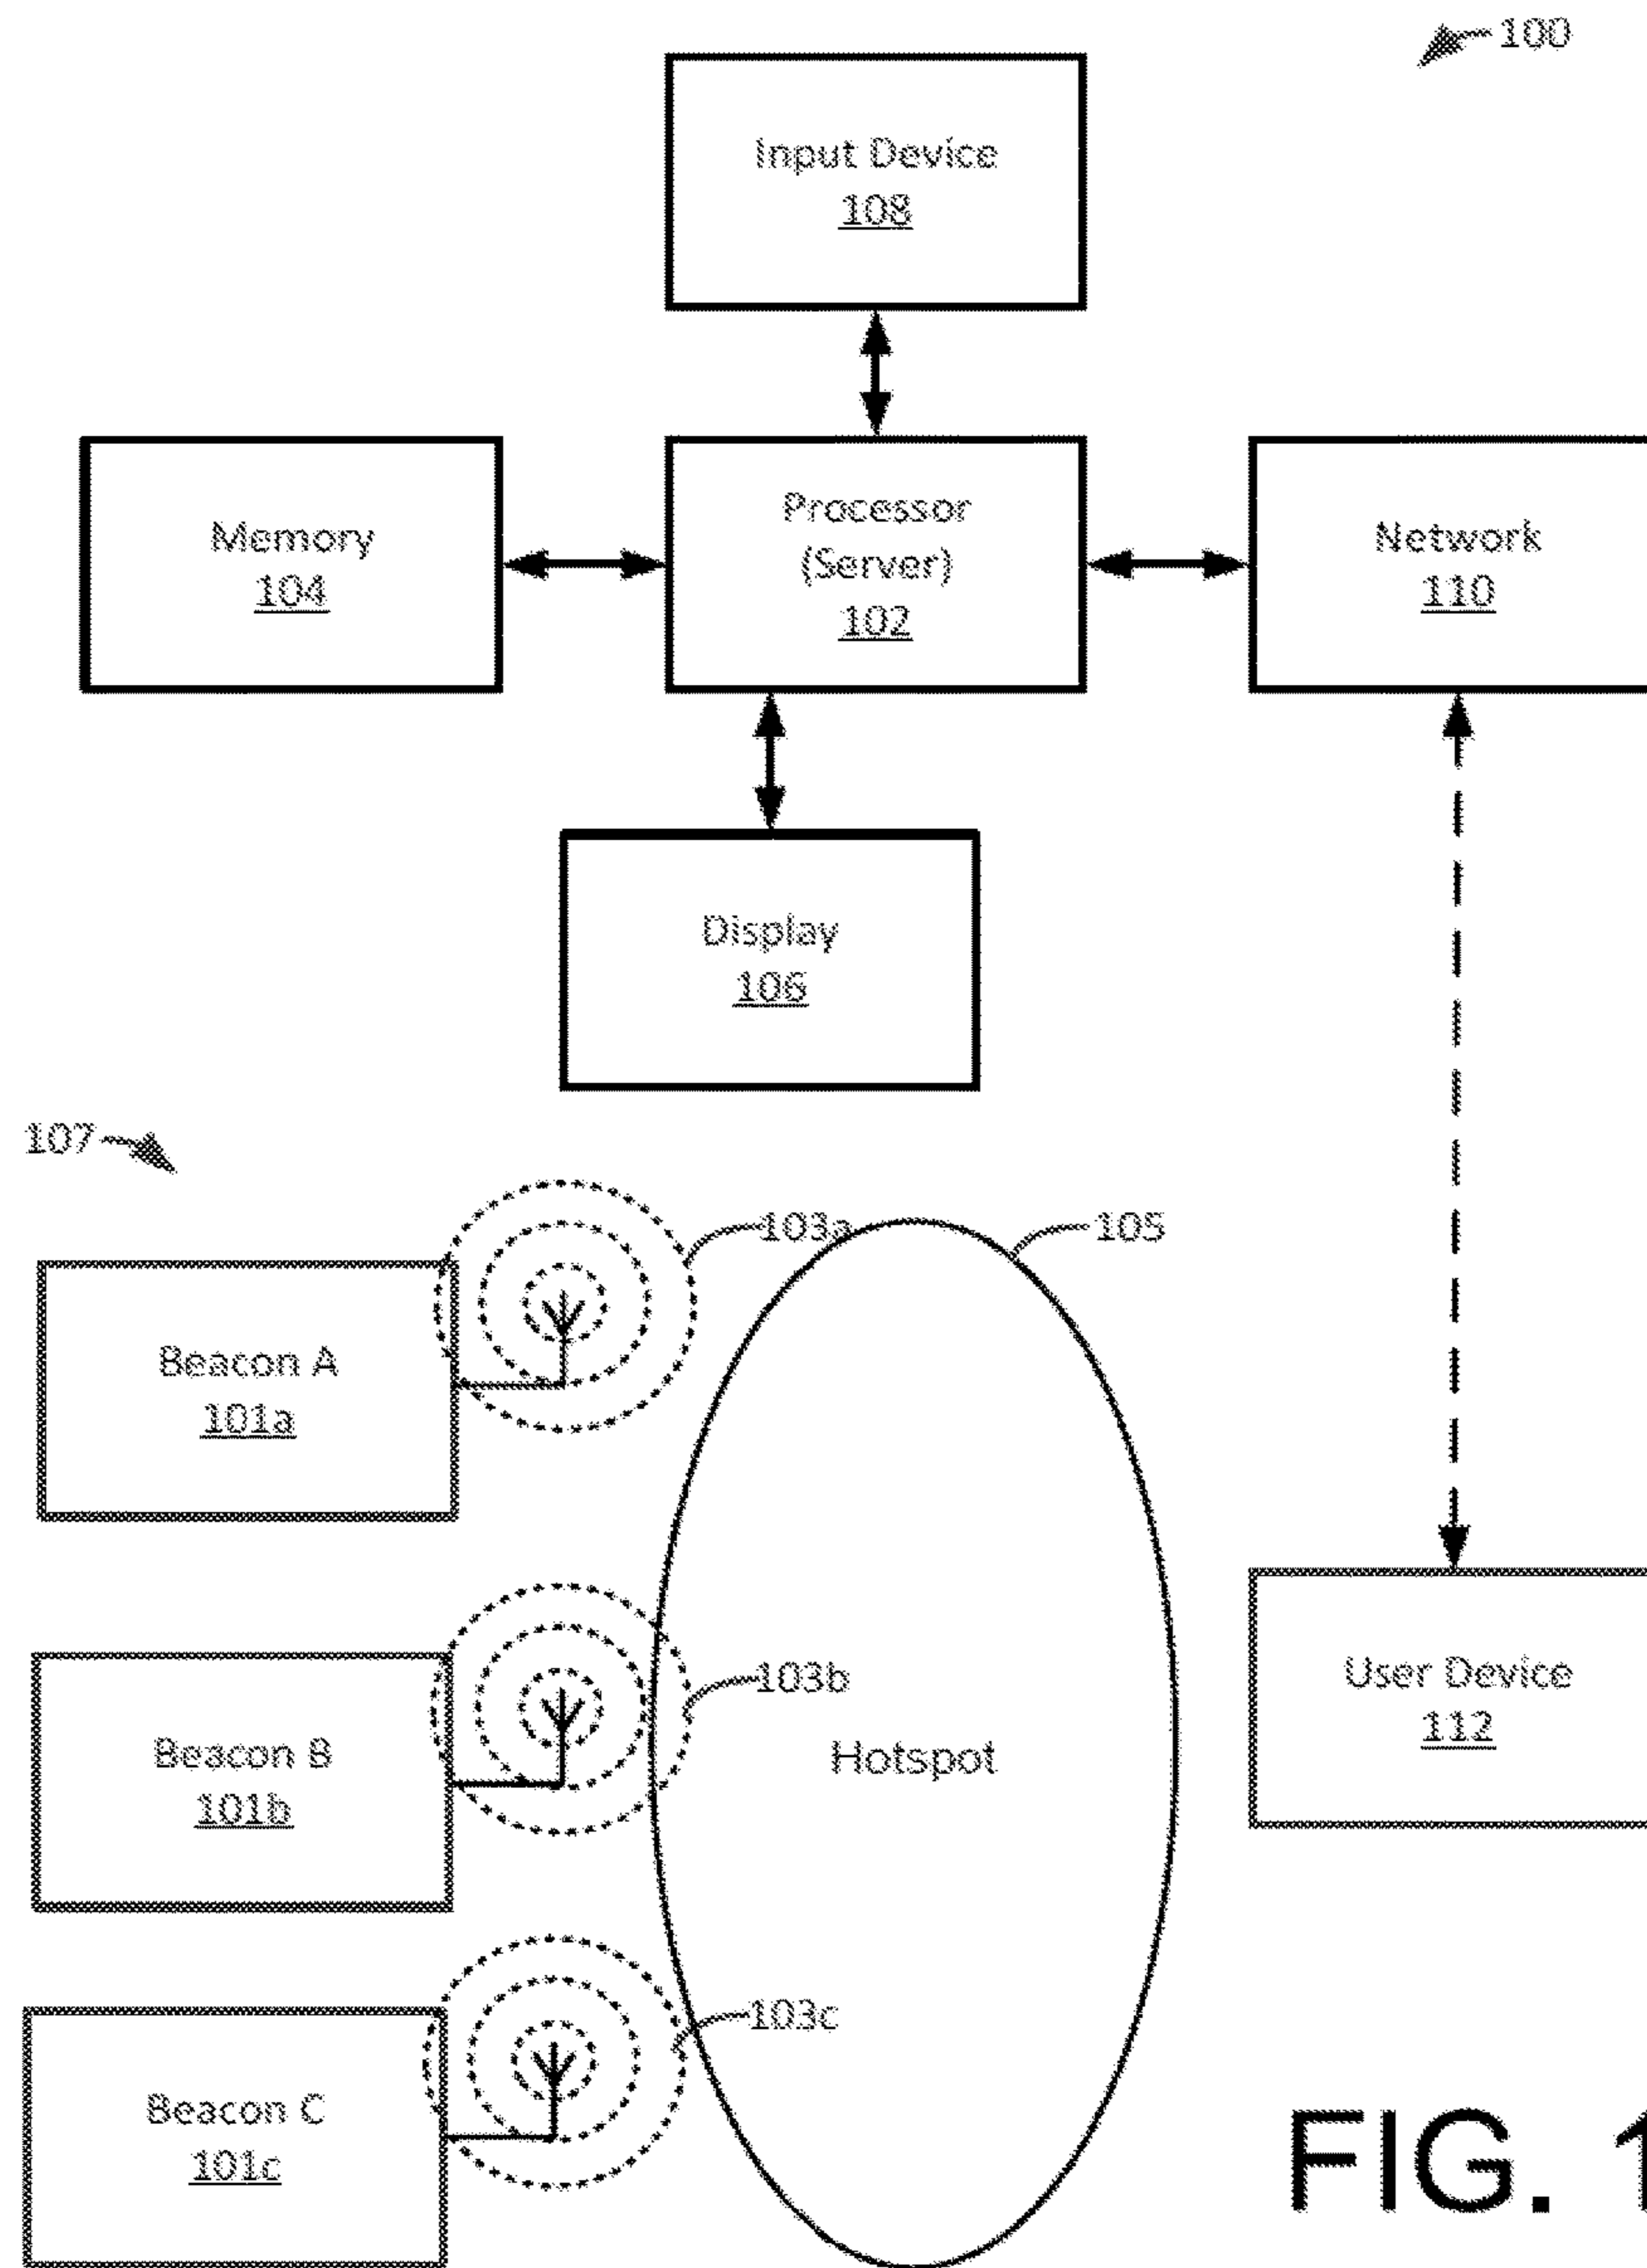 100
Input Device
108
Memory
104
Processor
(Server)
102
Network
110
Display
106
107
103a
105
Beacon A
101a
103b
Beacon B
101b
Hotspot
User Device
112
103c
Beacon C
101c
FIG. 1